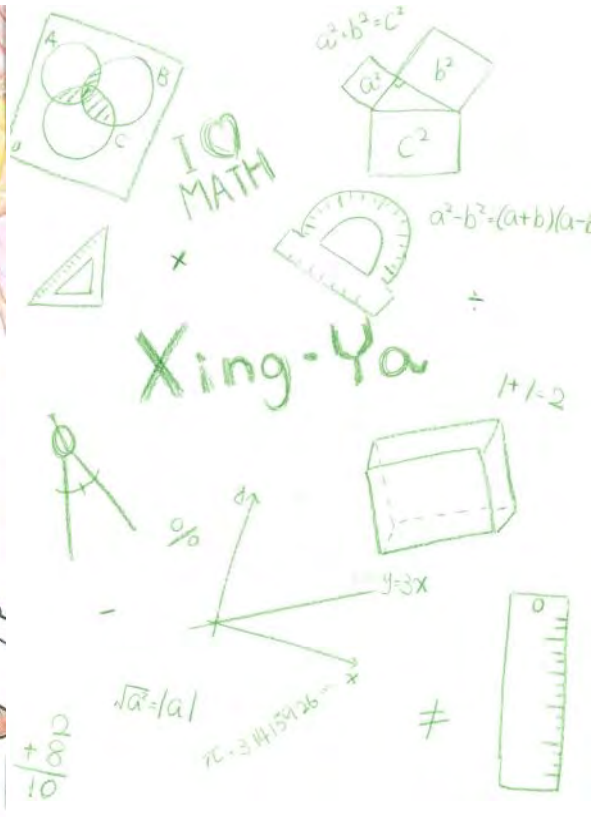 a²+b²=c²
A
B
C
a²
b²
c²
I ♡
MATH
a²-b²=(a+b)(a-b
×
÷
Xing-Ya
1+1=2
%
y
y=3x
x
-
0
√a²=|a|
π=3.1415926...
≠
2
+ 8
10